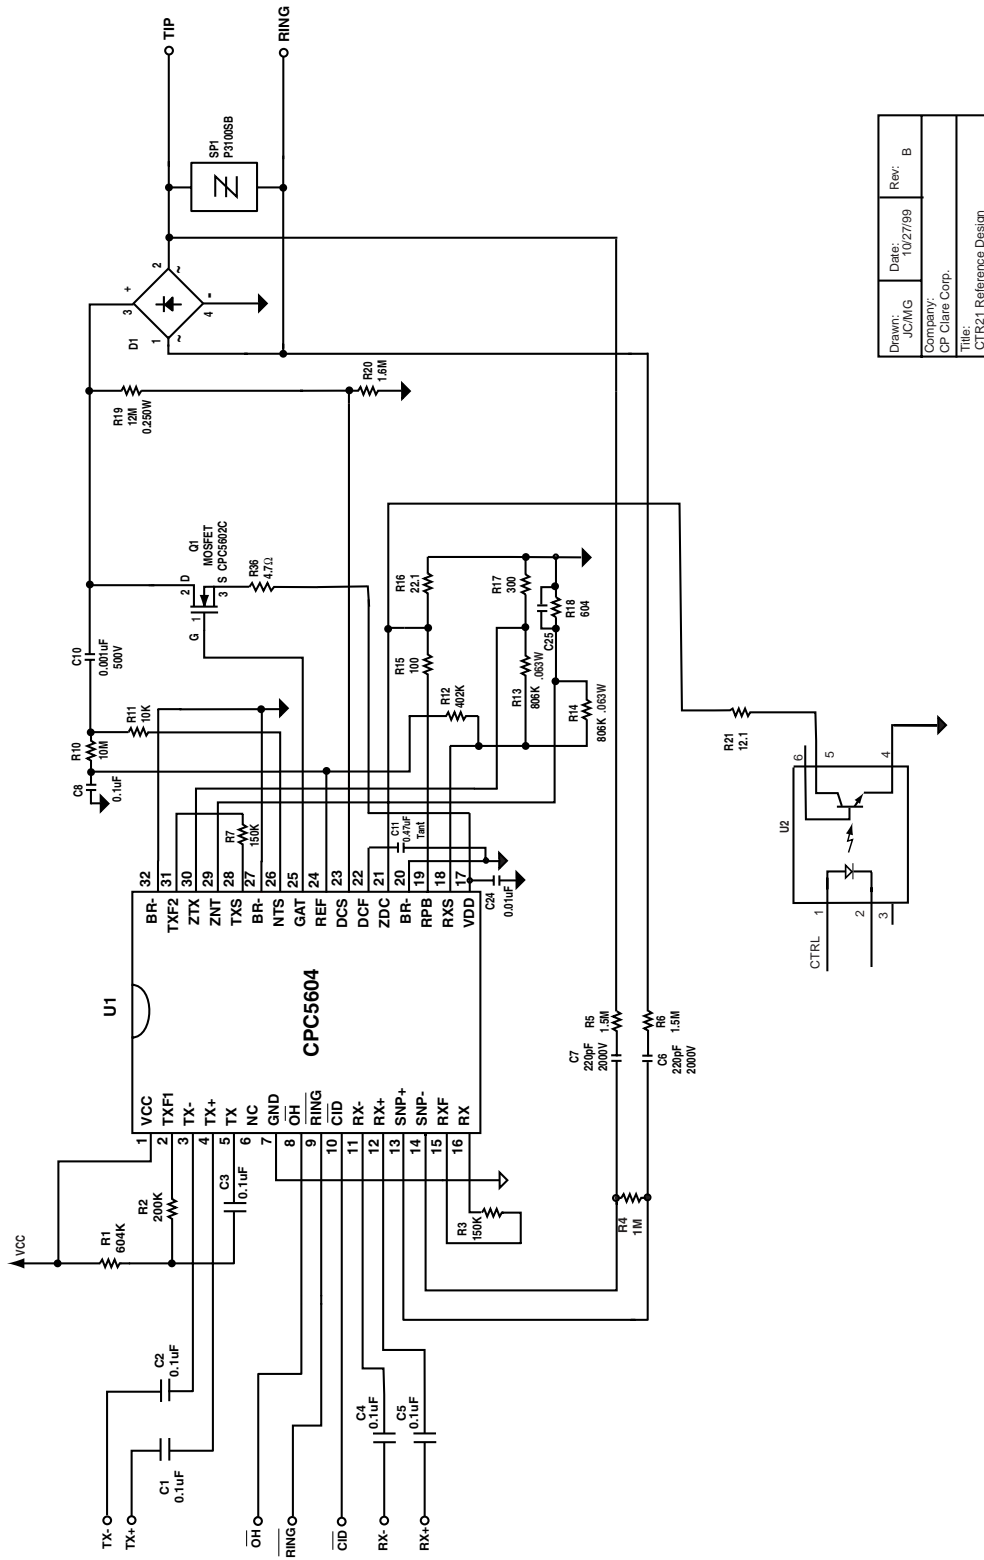 TIP
RING
SP1
P3100SB
D1
+
3
2
~
1
~
4
-
R19
12M
0.250W
R20
1.6M
Q1
MOSFET
CPC5602C
2 D
G 1
3 S
R36
4.7Ω
C10
0.001uF
500V
R11
10K
R10
10M
C8
0.1uF
R7
150K
R16
22.1
R15
100
R12
402K
R17
300
R13
806K .063W
C25
R18
604
R14
806K .063W
C11
0.47uF
Tant
C24
0.01uF
R21
12.1
U2
CTRL
1
2
3
4
5
6
U1
CPC5604
1 VCC
2 TXF1
3 TX-
4 TX+
5 TX
6 NC
7 GND
8 OH
9 RING
10 CID
11 RX-
12 RX+
13 SNP+
14 SNP-
15 RXF
16 RX
BR- 32
TXF2 31
ZTX 30
ZNT 29
TXS 28
BR- 27
NTS 26
GAT 25
REF 24
DCS 23
DCF 22
ZDC 21
BR- 20
RPB 19
RXS 18
VDD 17
VCC
R1
604K
R2
200K
C3
0.1uF
R3
150K
C2
0.1uF
C1
0.1uF
C4
0.1uF
C5
0.1uF
TX-
TX+
OH
RING
CID
RX-
RX+
R4
1M
R5
1.5M
C7
220pF
2000V
R6
1.5M
C6
220pF
2000V
Drawn:
JC/MG
Date:
10/27/99
Rev: B
Company:
CP Clare Corp.
Title:
CTR21 Reference Design